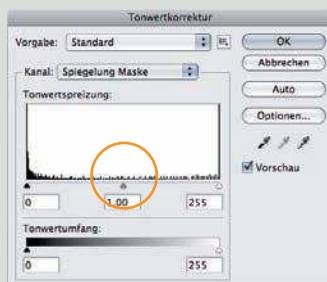 Tonwertkorrektur
Vorgabe: Standard
OK
Abbrechen
Kanal: Spiegelung Maske
Auto
Tonwertspreizung:
Optionen...
Vorschau
0 1.00 255
Tonwertumfang:
0 255